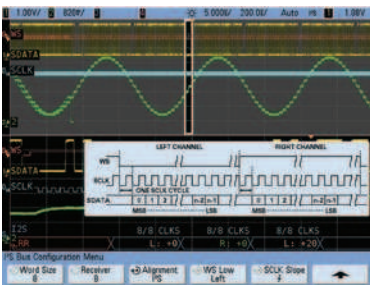 1.00V/ 2 820#/ 5.000s/ 200.0s/ Auto 1.00V
WS
SDATA
SCLK
2
LEFT CHANNEL RIGHT CHANNEL
WS
SCLK
ONE SCLK CYCLE
SDATA 0 1 2 n-2 n-1 0 1 2 n-2 n-1
MSB LSB MSB LSB
WS
SDATA
SCLK
I2S 8/8 CLKS 8/8 CLKS 8/8 CLKS
ERR L: +0 R: +0 L: +20
I²S Bus Configuration Menu
Word Size Receiver Alignment WS Low SCLK Slope
8 8 I²S Left